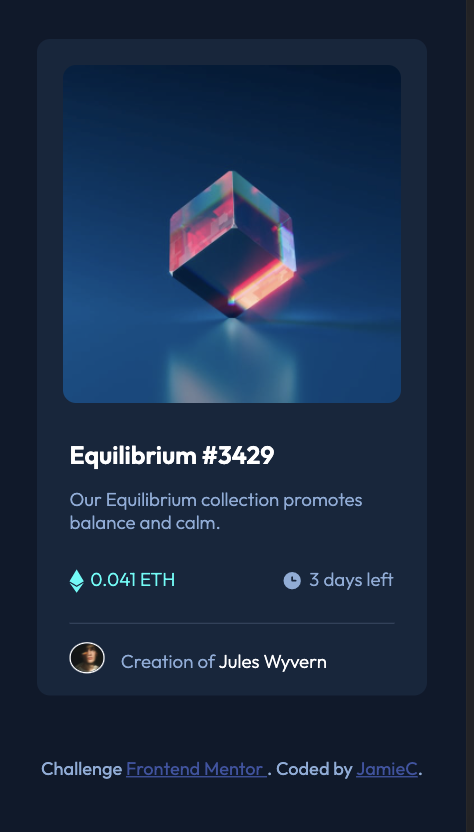 Equilibrium #3429
Our Equilibrium collection promotes
balance and calm.
0.041 ETH 3 days left
Creation of Jules Wyvern
Challenge Frontend Mentor . Coded by JamieC.